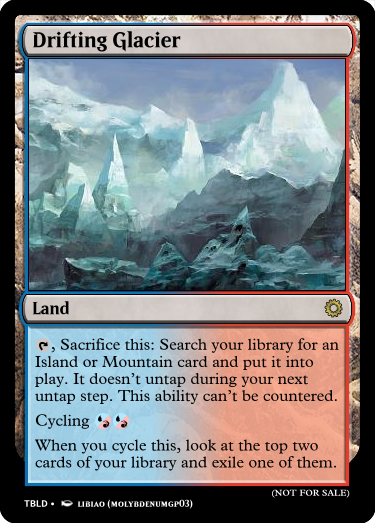 Drifting Glacier
Land
, Sacrifice this: Search your library for an
Island or Mountain card and put it into
play. It doesn't untap during your next
untap step. This ability can't be countered.
Cycling
When you cycle this, look at the top two
cards of your library and exile one of them.
TBLD • LIBIAO (MOLYBDENUMGP03)
(NOT FOR SALE)